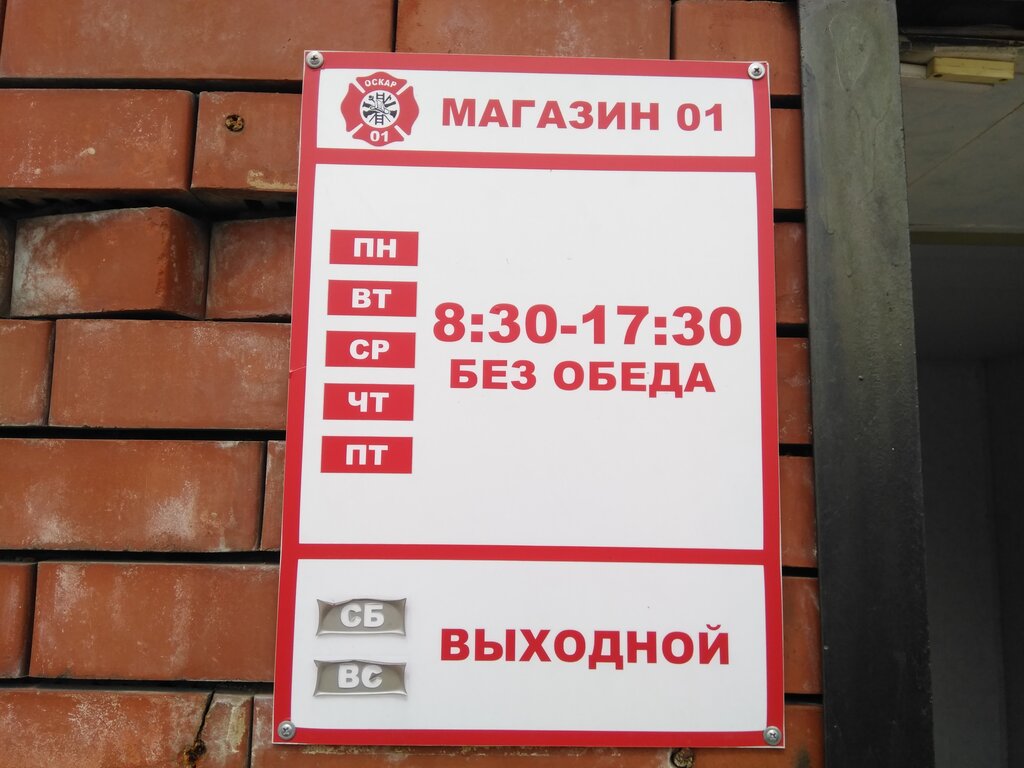 ОСКАР
01
МАГАЗИН 01
ПН
ВТ
СР
ЧТ
ПТ
8:30-17:30
БЕЗ ОБЕДА
СБ
ВС
ВЫХОДНОЙ